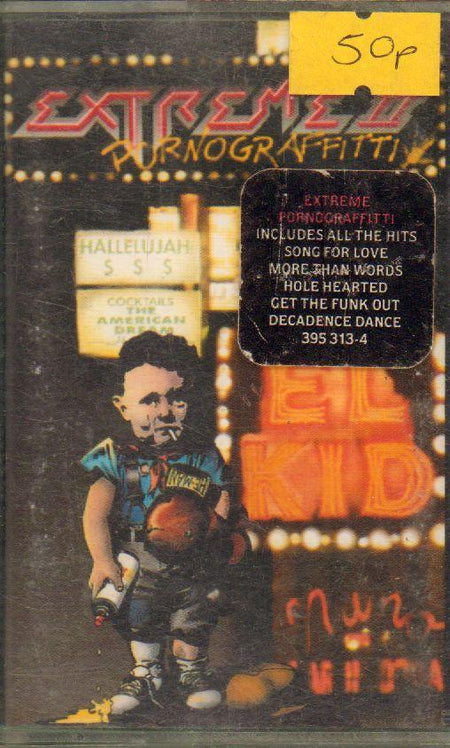 50p
EXTREME II
PORNOGRAFFITTI
EXTREME
PORNOGRAFFITTI
INCLUDES ALL THE HITS
SONG FOR LOVE
MORE THAN WORDS
HOLE HEARTED
GET THE FUNK OUT
DECADENCE DANCE
395 313-4
HALLELUJAH
$ $ $
COCKTAILS
THE
AMERICAN
DREAM
EL
KID